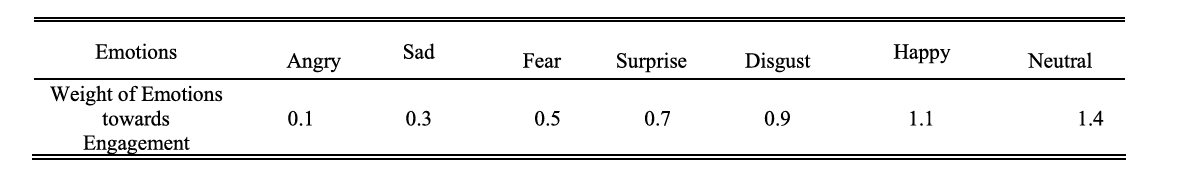 Emotions Angry Sad Fear Surprise Disgust Happy Neutral
Weight of Emotions
towards 0.1 0.3 0.5 0.7 0.9 1.1 1.4
Engagement